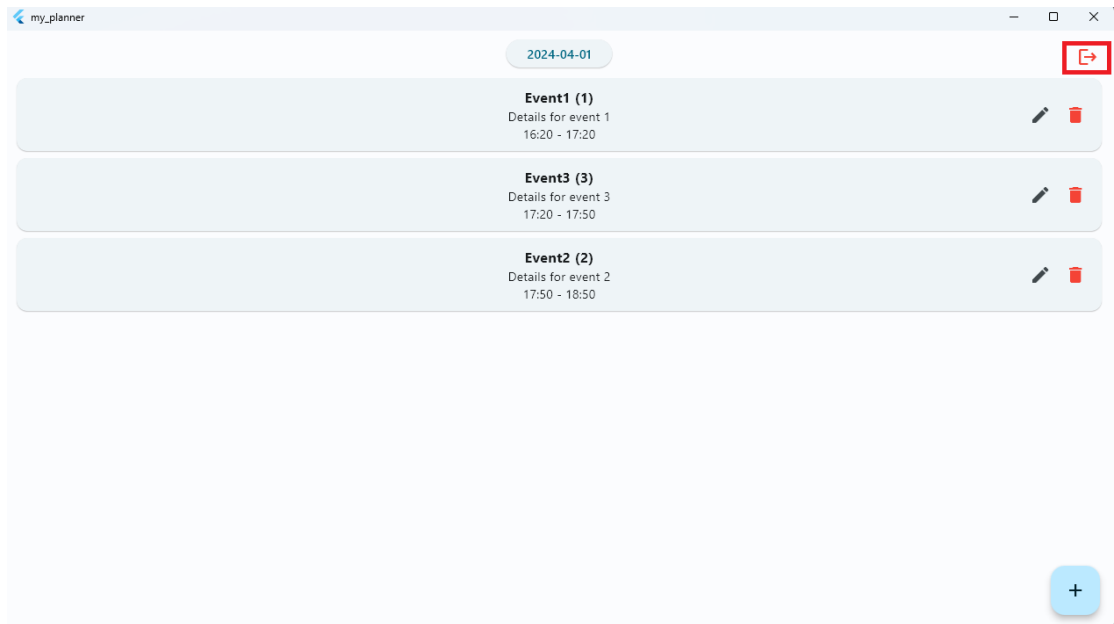 my_planner
2024-04-01
Event1 (1)
Details for event 1
16:20 - 17:20
Event3 (3)
Details for event 3
17:20 - 17:50
Event2 (2)
Details for event 2
17:50 - 18:50
+